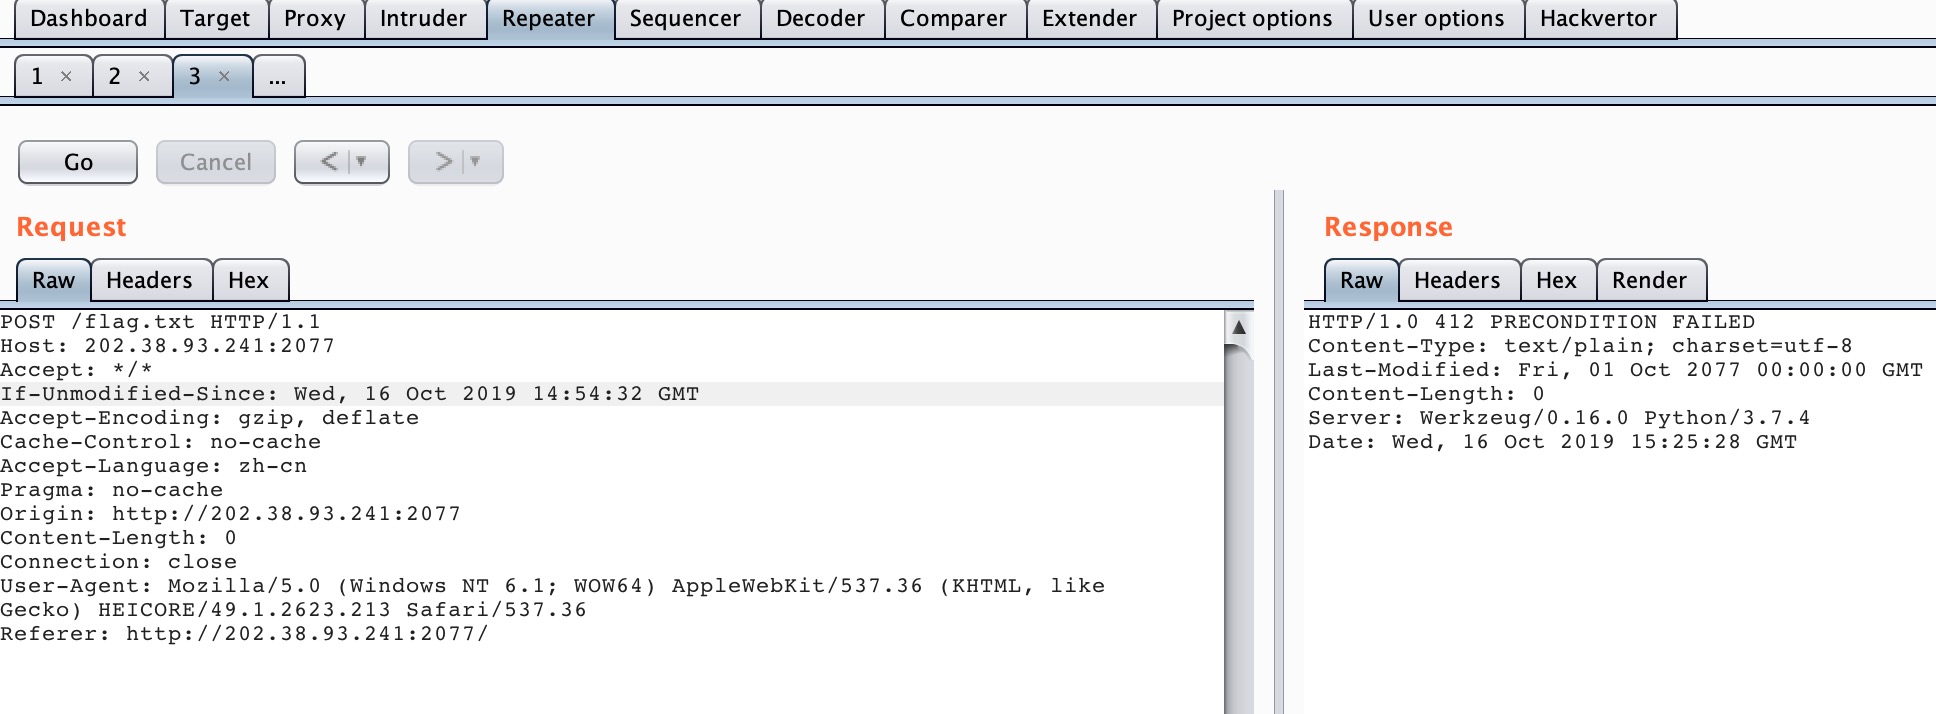 Dashboard Target Proxy Intruder Repeater Sequencer Decoder Comparer Extender Project options User options Hackvertor
1 × 2 × 3 × ...
Go Cancel < >
Request
Raw Headers Hex
POST /flag.txt HTTP/1.1
Host: 202.38.93.241:2077
Accept: */*
If-Unmodified-Since: Wed, 16 Oct 2019 14:54:32 GMT
Accept-Encoding: gzip, deflate
Cache-Control: no-cache
Accept-Language: zh-cn
Pragma: no-cache
Origin: http://202.38.93.241:2077
Content-Length: 0
Connection: close
User-Agent: Mozilla/5.0 (Windows NT 6.1; WOW64) AppleWebKit/537.36 (KHTML, like
Gecko) HEICORE/49.1.2623.213 Safari/537.36
Referer: http://202.38.93.241:2077/
Response
Raw Headers Hex Render
HTTP/1.0 412 PRECONDITION FAILED
Content-Type: text/plain; charset=utf-8
Last-Modified: Fri, 01 Oct 2077 00:00:00 GMT
Content-Length: 0
Server: Werkzeug/0.16.0 Python/3.7.4
Date: Wed, 16 Oct 2019 15:25:28 GMT